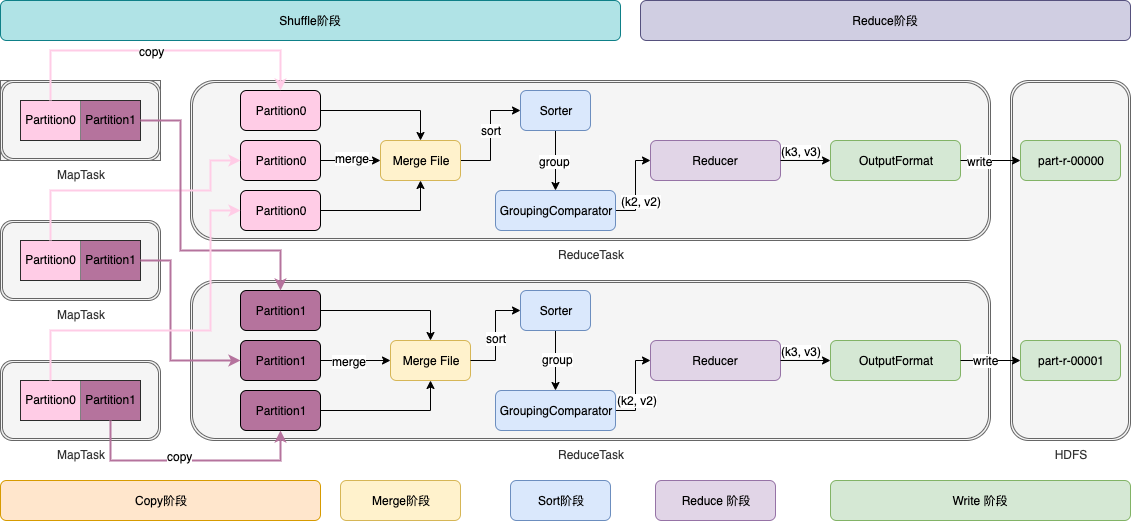 Shuffle阶段
Reduce阶段
copy
Partition0
Partition1
MapTask
Partition0
Partition1
MapTask
Partition0
Partition1
MapTask
copy
Partition0
Partition0
Partition0
merge
Merge File
sort
Sorter
group
GroupingComparator
(k2, v2)
Reducer
(k3, v3)
OutputFormat
write
part-r-00000
ReduceTask
Partition1
Partition1
Partition1
merge
Merge File
sort
Sorter
group
GroupingComparator
(k2, v2)
Reducer
(k3, v3)
OutputFormat
write
part-r-00001
ReduceTask
HDFS
Copy阶段
Merge阶段
Sort阶段
Reduce 阶段
Write 阶段